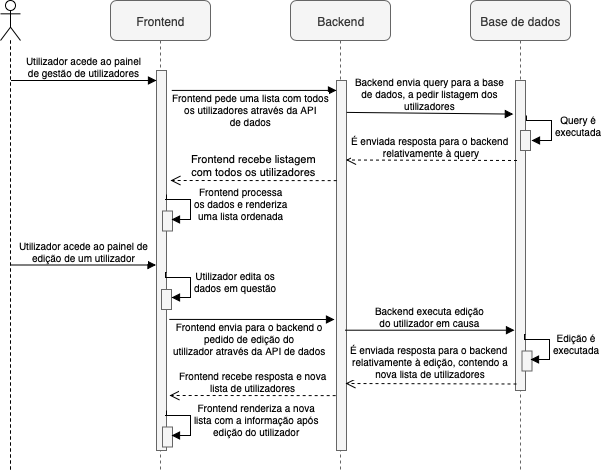 Frontend
Backend
Base de dados
Utilizador acede ao painel
de gestão de utilizadores
Frontend pede uma lista com todos
os utilizadores através da API
de dados
Backend envia query para a base
de dados, a pedir listagem dos
utilizadores
Query é
executada
É enviada resposta para o backend
relativamente à query
Frontend recebe listagem
com todos os utilizadores
Frontend processa
os dados e renderiza
uma lista ordenada
Utilizador acede ao painel de
edição de um utilizador
Utilizador edita os
dados em questão
Frontend envia para o backend o
pedido de edição do
utilizador através da API de dados
Backend executa edição
do utilizador em causa
Edição é
executada
É enviada resposta para o backend
relativamente à edição, contendo a
nova lista de utilizadores
Frontend recebe resposta e nova
lista de utilizadores
Frontend renderiza a nova
lista com a informação após
edição do utilizador